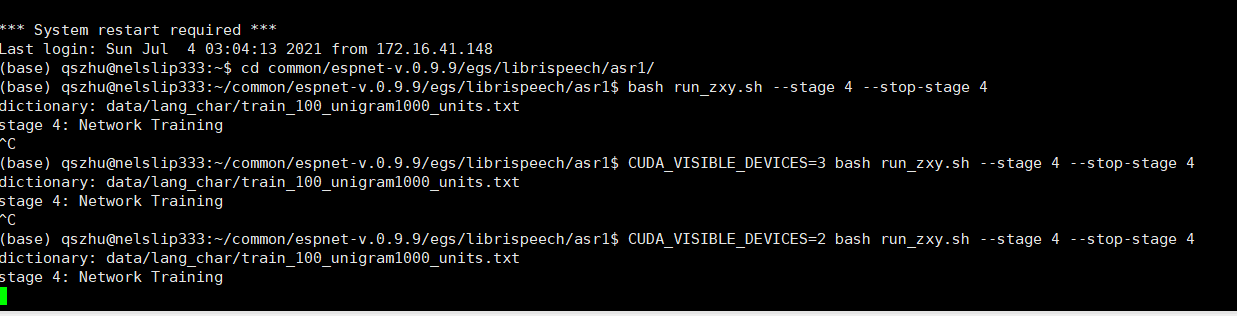 *** System restart required ***
Last login: Sun Jul  4 03:04:13 2021 from 172.16.41.148
(base) qszhu@nelslip333:~$ cd common/espnet-v.0.9.9/egs/librispeech/asr1/
(base) qszhu@nelslip333:~/common/espnet-v.0.9.9/egs/librispeech/asr1$ bash run_zxy.sh --stage 4 --stop-stage 4
dictionary: data/lang_char/train_100_unigram1000_units.txt
stage 4: Network Training
^C
(base) qszhu@nelslip333:~/common/espnet-v.0.9.9/egs/librispeech/asr1$ CUDA_VISIBLE_DEVICES=3 bash run_zxy.sh --stage 4 --stop-stage 4
dictionary: data/lang_char/train_100_unigram1000_units.txt
stage 4: Network Training
^C
(base) qszhu@nelslip333:~/common/espnet-v.0.9.9/egs/librispeech/asr1$ CUDA_VISIBLE_DEVICES=2 bash run_zxy.sh --stage 4 --stop-stage 4
dictionary: data/lang_char/train_100_unigram1000_units.txt
stage 4: Network Training